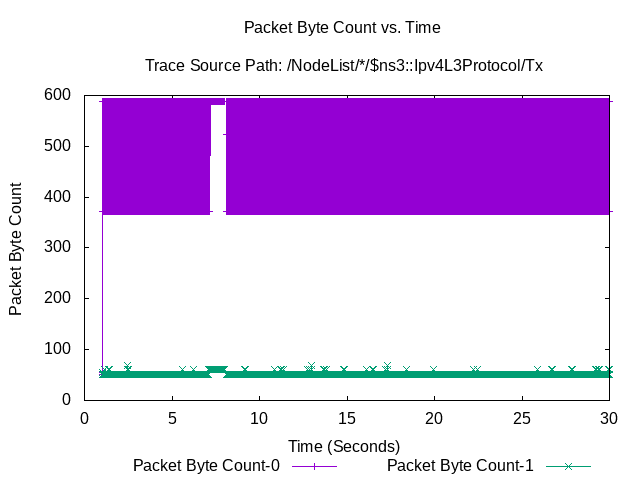 Packet Byte Count vs. Time
Trace Source Path: /NodeList/*/$ns3::Ipv4L3Protocol/Tx
600
500
400
300
200
100
0
Packet Byte Count
0 5 10 15 20 25 30
Time (Seconds)
Packet Byte Count-0 Packet Byte Count-1